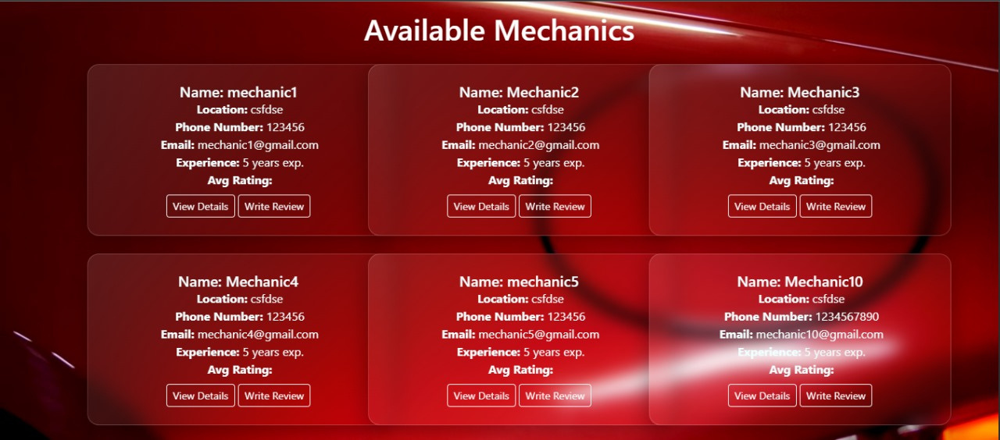 Available Mechanics
Name: mechanic1
Location: csfdse
Phone Number: 123456
Email: mechanic1@gmail.com
Experience: 5 years exp.
Avg Rating:
View Details Write Review
Name: Mechanic2
Location: csfdse
Phone Number: 123456
Email: mechanic2@gmail.com
Experience: 5 years exp.
Avg Rating:
View Details Write Review
Name: Mechanic3
Location: csfdse
Phone Number: 123456
Email: mechanic3@gmail.com
Experience: 5 years exp.
Avg Rating:
View Details Write Review
Name: Mechanic4
Location: csfdse
Phone Number: 123456
Email: mechanic4@gmail.com
Experience: 5 years exp.
Avg Rating:
View Details Write Review
Name: mechanic5
Location: csfdse
Phone Number: 123456
Email: mechanic5@gmail.com
Experience: 5 years exp.
Avg Rating:
View Details Write Review
Name: Mechanic10
Location: csfdse
Phone Number: 1234567890
Email: mechanic10@gmail.com
Experience: 5 years exp.
Avg Rating:
View Details Write Review